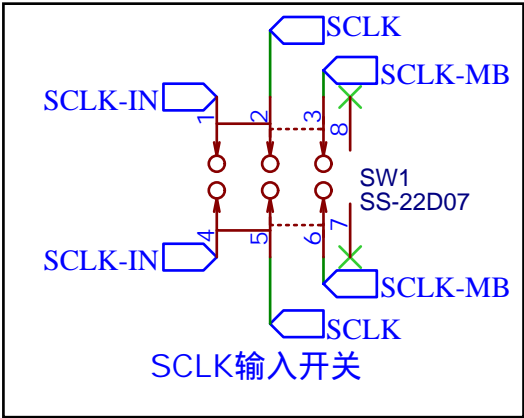 SCLK
SCLK-MB
SCLK-IN
1
2
3
8
SW1
SS-22D07
4
5
6
7
SCLK-IN
SCLK-MB
SCLK
SCLK输入开关